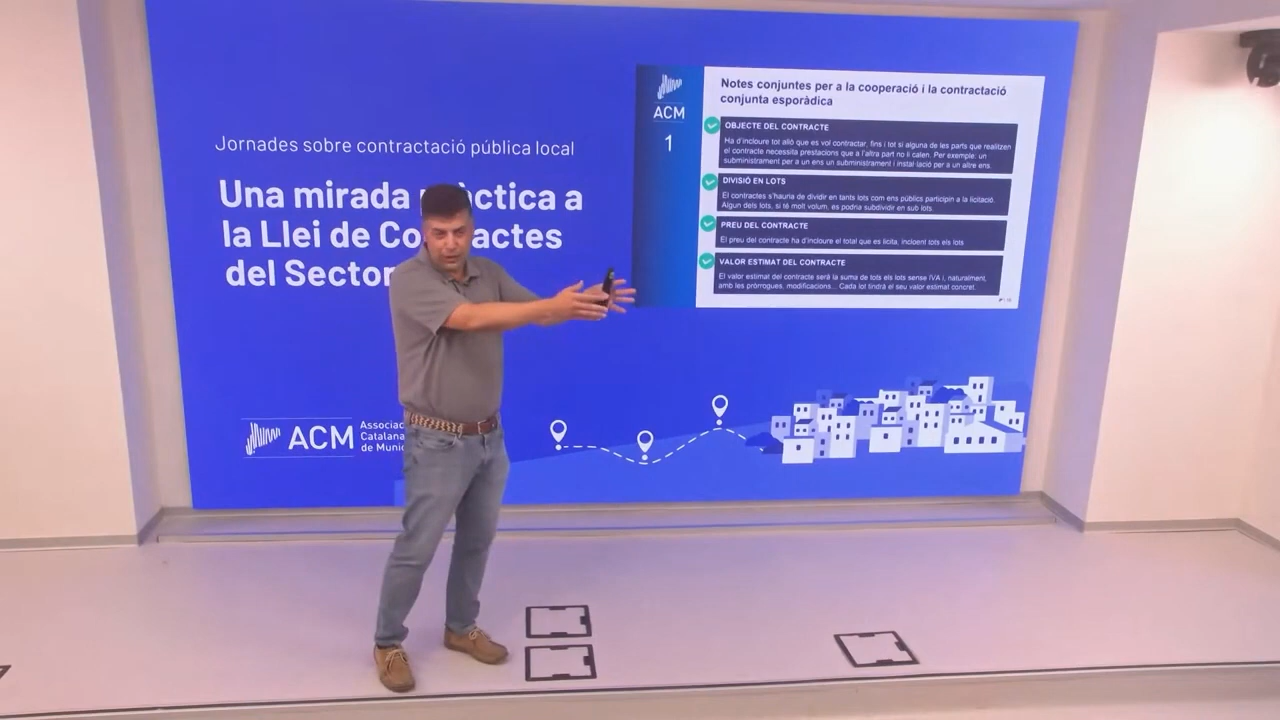 Jornades sobre contractació pública local
Una mirada pràctica a
la Llei de Contractes
del Sector
ACM
Catalana
de
ACM
1
Notes conjuntes per a la cooperació i la contractació
conjunta esporàdica
OBJECTE DEL CONTRACTE
Ha d'incloure tot allò que es vol contractar, fins i tot si alguna de les parts que realitzen
el contracte necessita prestacions que a l'altra part no li calen. Per exemple: un
subministrament per a un ens un subministrament i instal·lació per a un altre ens.
DIVISIÓ EN LOTS
El contractes s'hauria de dividir en tants lots com ens públics participin a la licitació.
Algun dels lots, si té molt volum, es podria subdividir en sub lots.
PREU DEL CONTRACTE
El preu del contracte ha d'incloure el total que es licita, incloent tots els lots
VALOR ESTIMAT DEL CONTRACTE
El valor estimat del contracte serà la suma de tots els lots sense IVA i, naturalment,
amb les pròrrogues, modificacions... Cada lot tindrà el seu valor estimat concret.